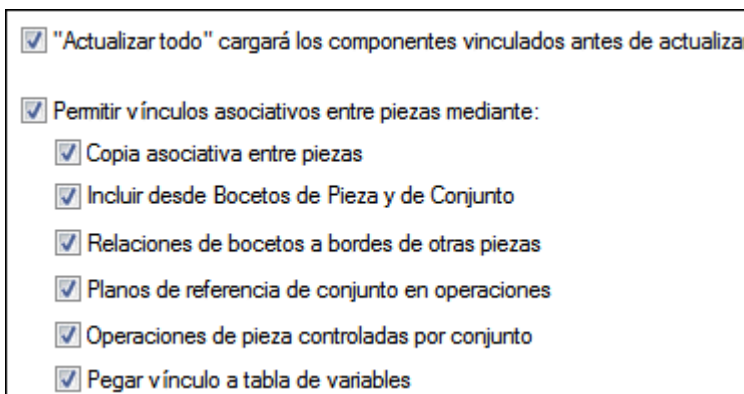 "Actualizar todo" cargará los componentes vinculados antes de actualizar
Permitir vínculos asociativos entre piezas mediante:
Copia asociativa entre piezas
Incluir desde Bocetos de Pieza y de Conjunto
Relaciones de bocetos a bordes de otras piezas
Planos de referencia de conjunto en operaciones
Operaciones de pieza controladas por conjunto
Pegar vínculo a tabla de variables